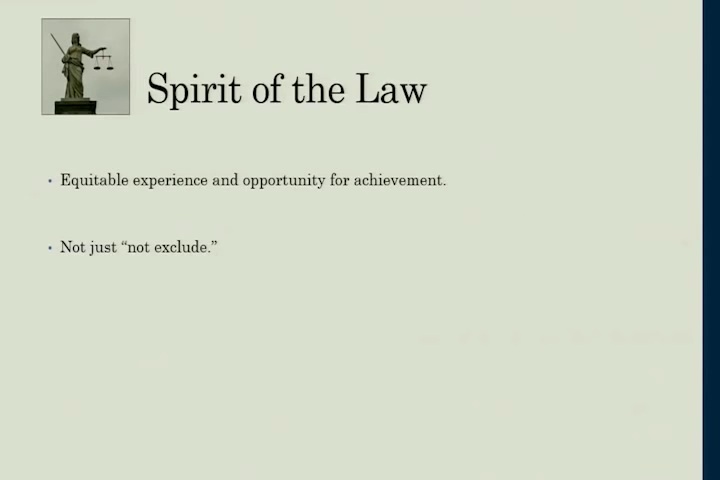 Spirit of the Law
• Equitable experience and opportunity for achievement.
• Not just “not exclude.”